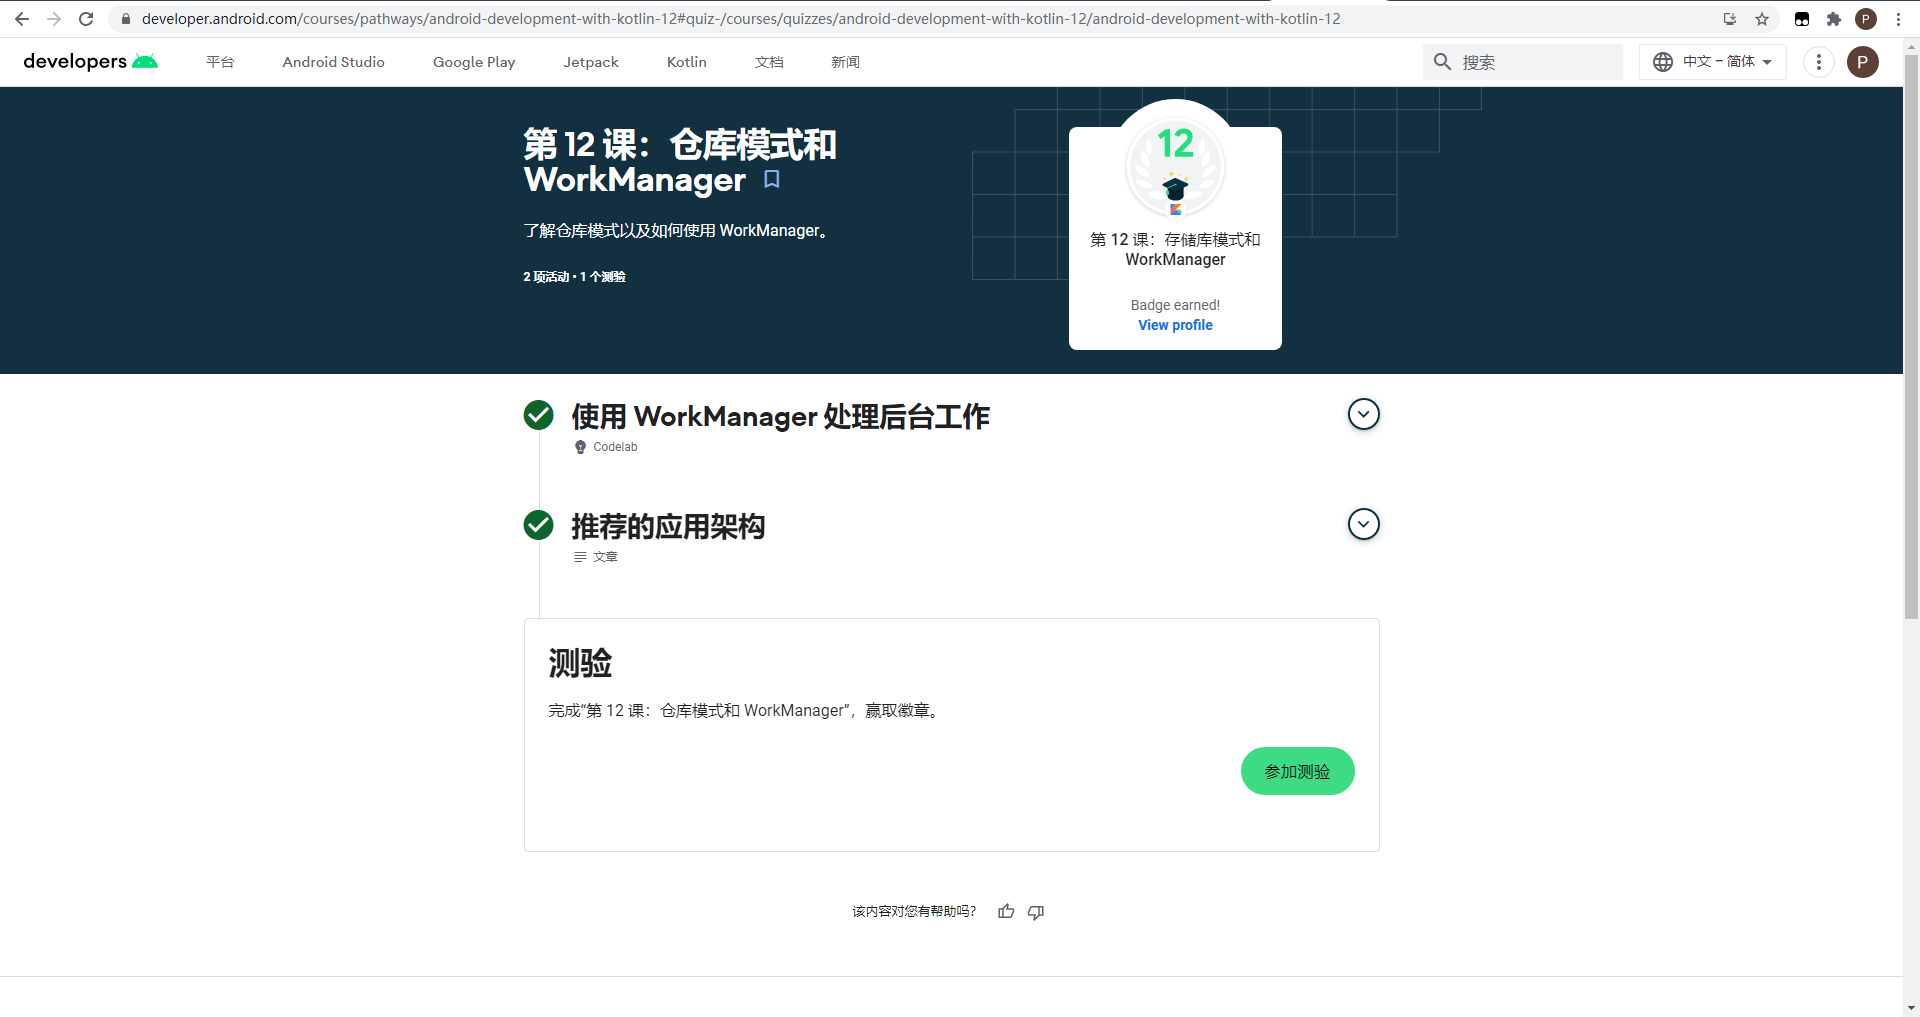 developer.android.com/courses/pathways/android-development-with-kotlin-12#quiz-/courses/quizzes/android-development-with-kotlin-12/android-development-with-kotlin-12
P
developers
平台
Android Studio
Google Play
Jetpack
Kotlin
文档
新闻
搜索
中文 – 简体
P
第 12 课：仓库模式和
WorkManager
了解仓库模式以及如何使用 WorkManager。
2 项活动 • 1 个测验
12
第 12 课：存储库模式和
WorkManager
Badge earned!
View profile
使用 WorkManager 处理后台工作
Codelab
推荐的应用架构
文章
测验
完成“第 12 课：仓库模式和 WorkManager”，赢取徽章。
参加测验
该内容对您有帮助吗？